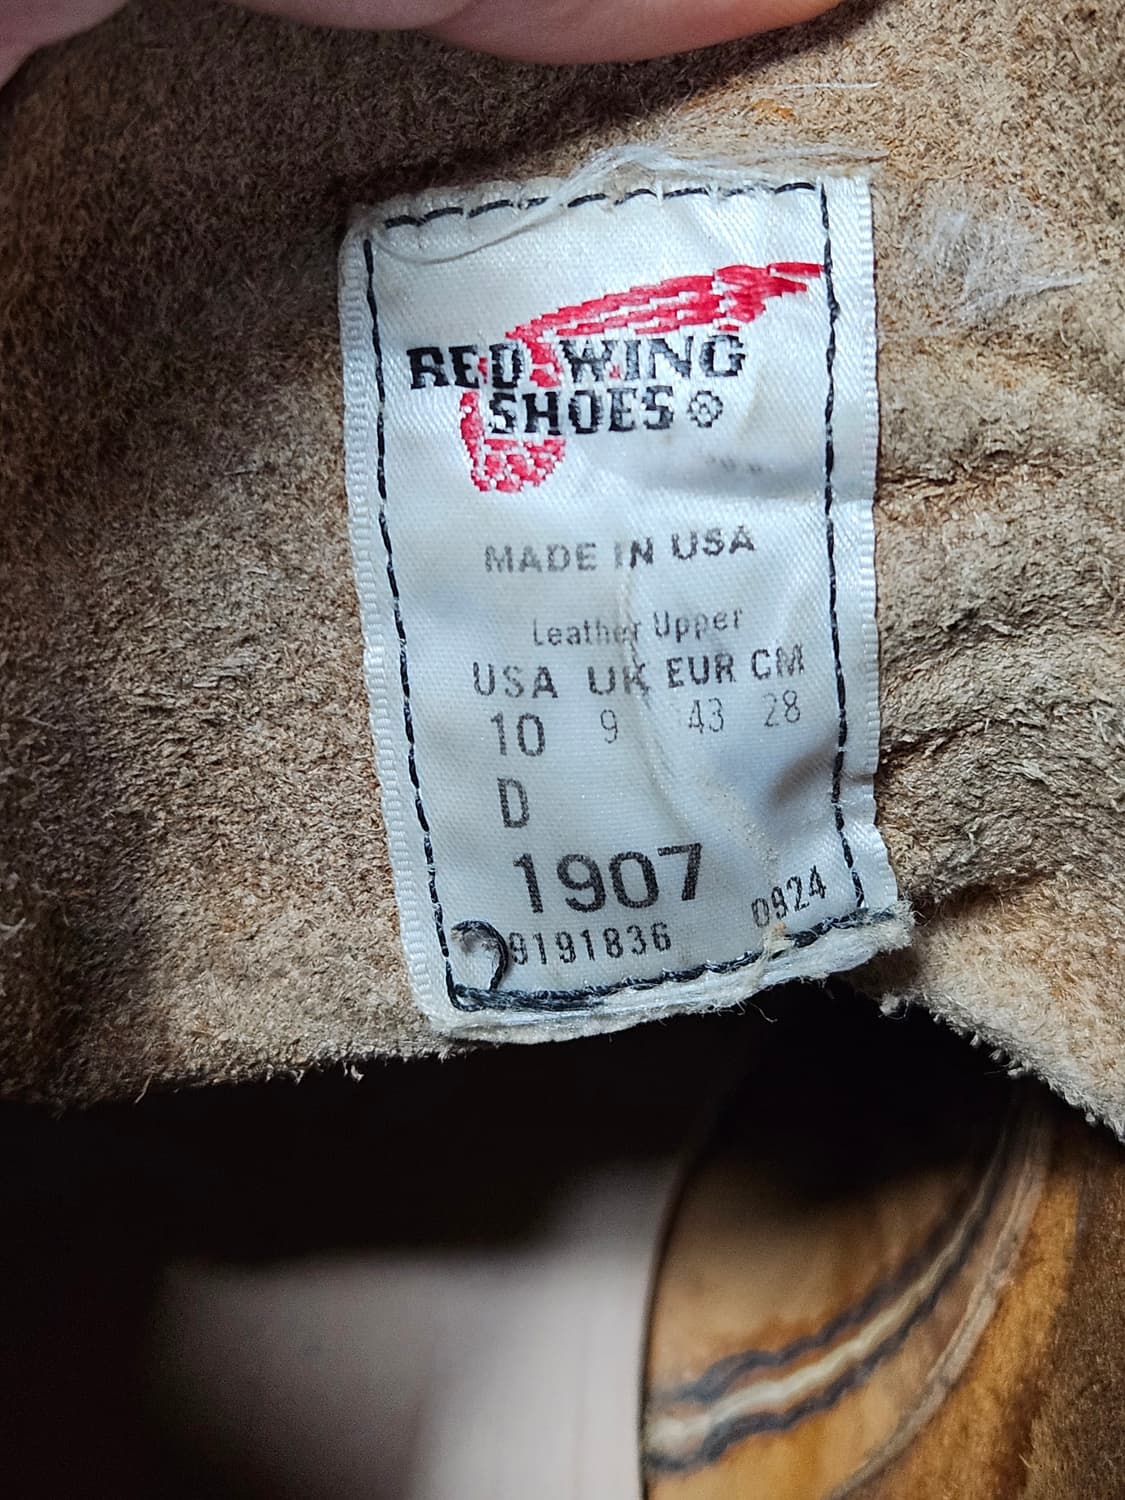 RED WING
SHOES
MADE IN USA
Leather Upper
USA UK EUR CM
10 9 43 28
D
1907
9191836 0924